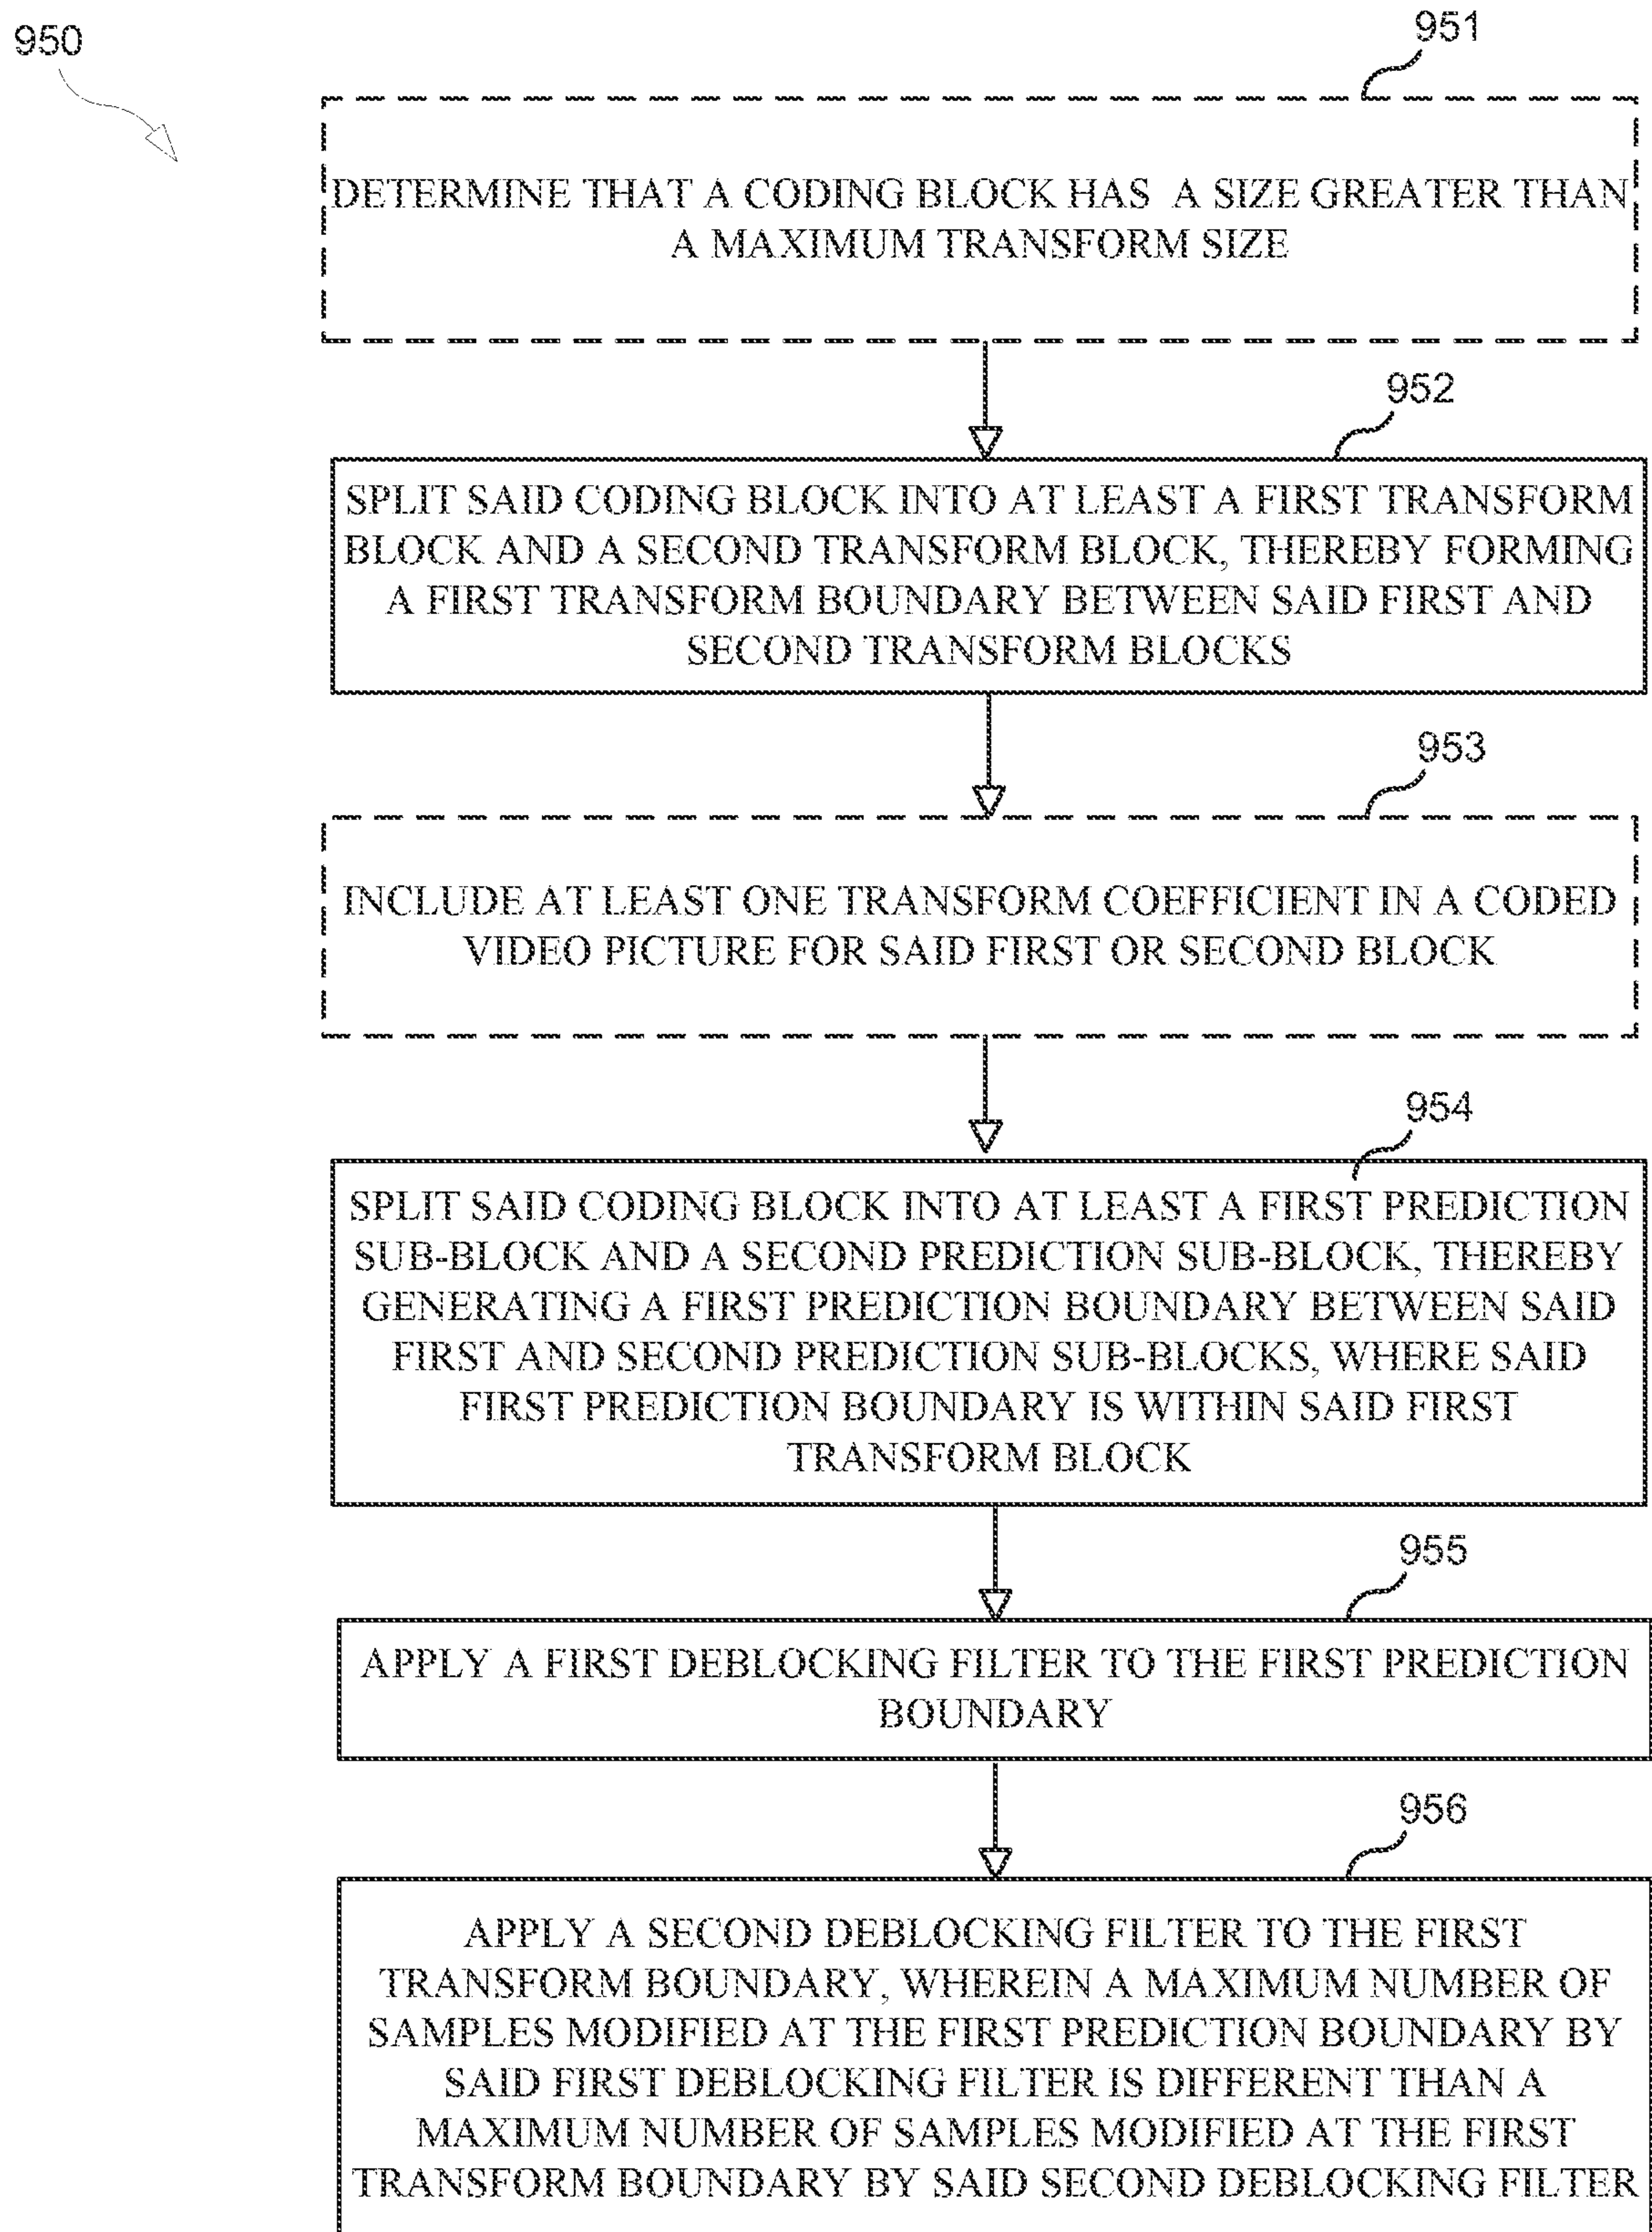 950
951
DETERMINE THAT A CODING BLOCK HAS A SIZE GREATER THAN
A MAXIMUM TRANSFORM SIZE
952
SPLIT SAID CODING BLOCK INTO AT LEAST A FIRST TRANSFORM
BLOCK AND A SECOND TRANSFORM BLOCK, THEREBY FORMING
A FIRST TRANSFORM BOUNDARY BETWEEN SAID FIRST AND
SECOND TRANSFORM BLOCKS
953
INCLUDE AT LEAST ONE TRANSFORM COEFFICIENT IN A CODED
VIDEO PICTURE FOR SAID FIRST OR SECOND BLOCK
954
SPLIT SAID CODING BLOCK INTO AT LEAST A FIRST PREDICTION
SUB-BLOCK AND A SECOND PREDICTION SUB-BLOCK, THEREBY
GENERATING A FIRST PREDICTION BOUNDARY BETWEEN SAID
FIRST AND SECOND PREDICTION SUB-BLOCKS, WHERE SAID
FIRST PREDICTION BOUNDARY IS WITHIN SAID FIRST
TRANSFORM BLOCK
955
APPLY A FIRST DEBLOCKING FILTER TO THE FIRST PREDICTION
BOUNDARY
956
APPLY A SECOND DEBLOCKING FILTER TO THE FIRST
TRANSFORM BOUNDARY, WHEREIN A MAXIMUM NUMBER OF
SAMPLES MODIFIED AT THE FIRST PREDICTION BOUNDARY BY
SAID FIRST DEBLOCKING FILTER IS DIFFERENT THAN A
MAXIMUM NUMBER OF SAMPLES MODIFIED AT THE FIRST
TRANSFORM BOUNDARY BY SAID SECOND DEBLOCKING FILTER